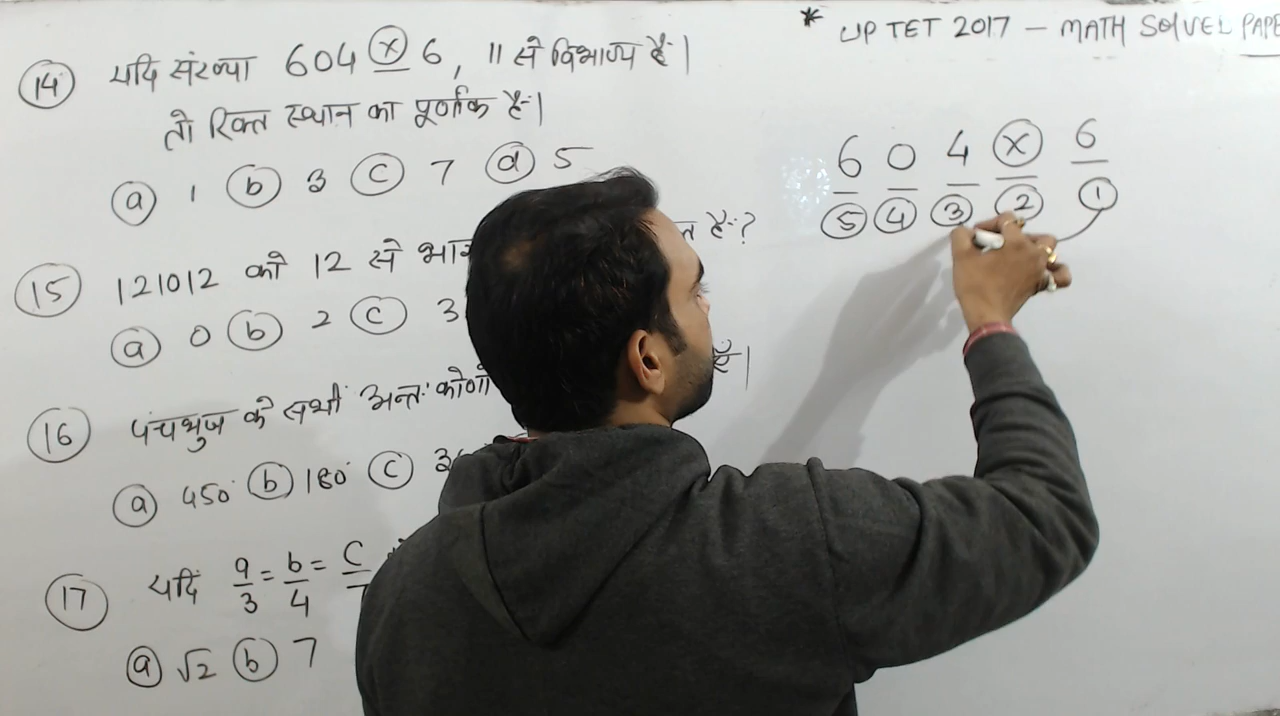 * UP TET 2017 – MATH SOLVEL PAPE
(14) यदि संख्या 604 (x) 6, 11 से विभाज्य है।
तो रिक्त स्थान का पूर्णांक है।
(a) 1 (b) 3 (c) 7 (d) 5
(15) 121012 को 12 से है?
(a) 0 (b) 2 (c) 3
(16) पंचभुज के सभी अन्तः कोणों हैं।
(a) 450° (b) 180° (c)
(17) यदि a/3 = b/4 = c/
(a) √2 (b) 7
6 0 4 (x) 6
(5) (4) (3) (2) (1)